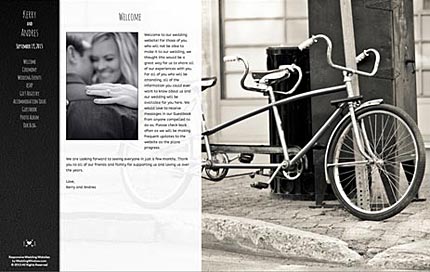 Kerry
and
Andres
September 19, 2015
Welcome
Ceremony
Wedding Events
RSVP
Gift Registry
Accommodation Ideas
Guestbook
Photo Album
Our Blog
Responsive Wedding Websites
by WeddingWindow.com
© 2015 All Rights Reserved
Welcome
Welcome to our wedding
website! For those of you
who will not be able to
make it to our wedding, we
thought this would be a
great way for us to share all
of our experiences with you.
For all of you who will be
attending, all of the
information you could ever
want to know about us and
our wedding will be
available for you here. We
would love to receive
messages in our Guestbook
from anyone compelled to
do so. Please check back
often as we will be making
frequent updates to the
website as the plans
progress.
We are looking forward to seeing everyone in just a few months. Thank
you to all of our friends and family for supporting us and loving us over
the years.
Love,
Kerry and Andres